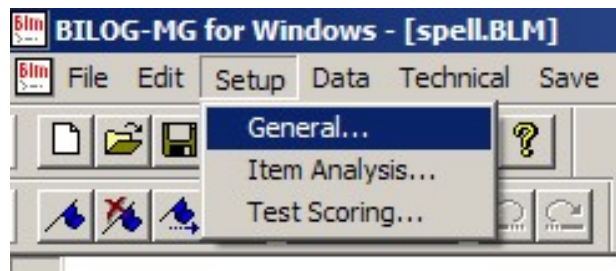 BILOG-MG for Windows - [spell.BLM]
File Edit Setup Data Technical Save
General...
Item Analysis...
Test Scoring...